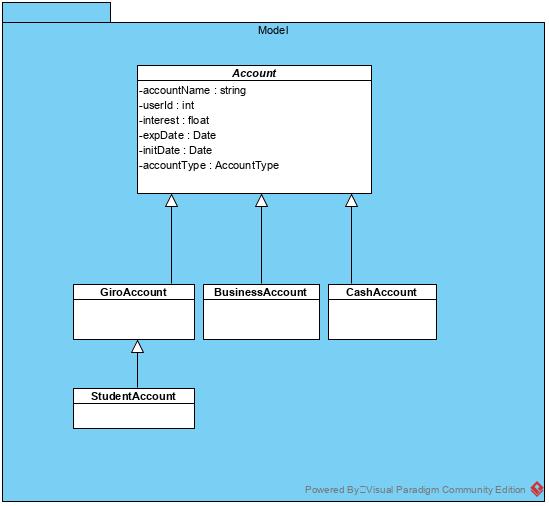 Model
Account
-accountName : string
-userId : int
-interest : float
-expDate : Date
-initDate : Date
-accountType : AccountType
GiroAccount
BusinessAccount
CashAccount
StudentAccount
Powered By Visual Paradigm Community Edition